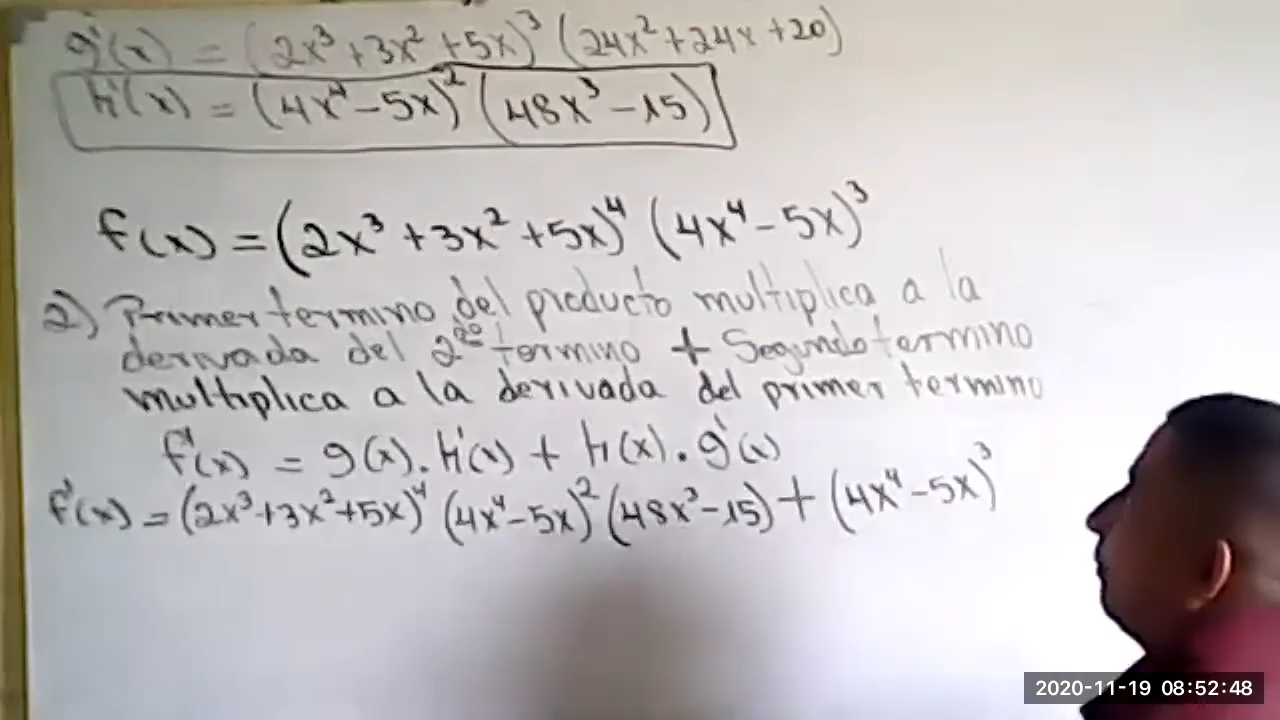 g'(x) = (2x³+3x²+5x)³ (24x²+24x+20)
h'(x) = (4x⁴-5x)² (48x³-15)
f(x) = (2x³+3x²+5x)⁴ (4x⁴-5x)³
2) Primer termino del producto multiplica a la
derivada del 2do termino + Segundo termino
multiplica a la derivada del primer termino
f'(x) = g(x).h'(x) + h(x).g'(x)
f'(x) = (2x³+3x²+5x)⁴ (4x⁴-5x)² (48x³-15) + (4x⁴-5x)³
2020-11-19 08:52:48